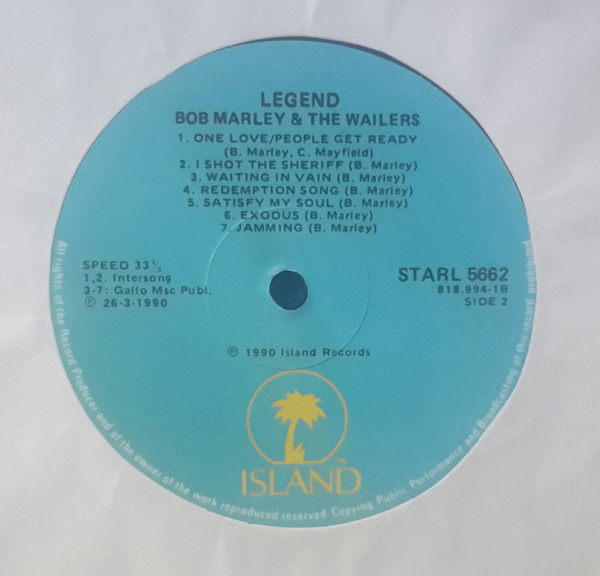 LEGEND
BOB MARLEY & THE WAILERS
1. ONE LOVE/PEOPLE GET READY
(B. Marley, C. Mayfield)
2. I SHOT THE SHERIFF (B. Marley)
3. WAITING IN VAIN (B. Marley)
4. REDEMPTION SONG (B. Marley)
5. SATISFY MY SOUL (B. Marley)
6. EXODUS (B. Marley)
7. JAMMING (B. Marley)
SPEED 33⅓
1,2. Intersong
3-7: Gallo Msc Publ.
℗ 26-3-1990
STARL 5662
818.994-1B
SIDE 2
℗ 1990 Island Records
ISLAND
All rights of the Record Producer and of the owner of the work reproduced reserved Copying Public Performance and Broadcasting of this record prohibited